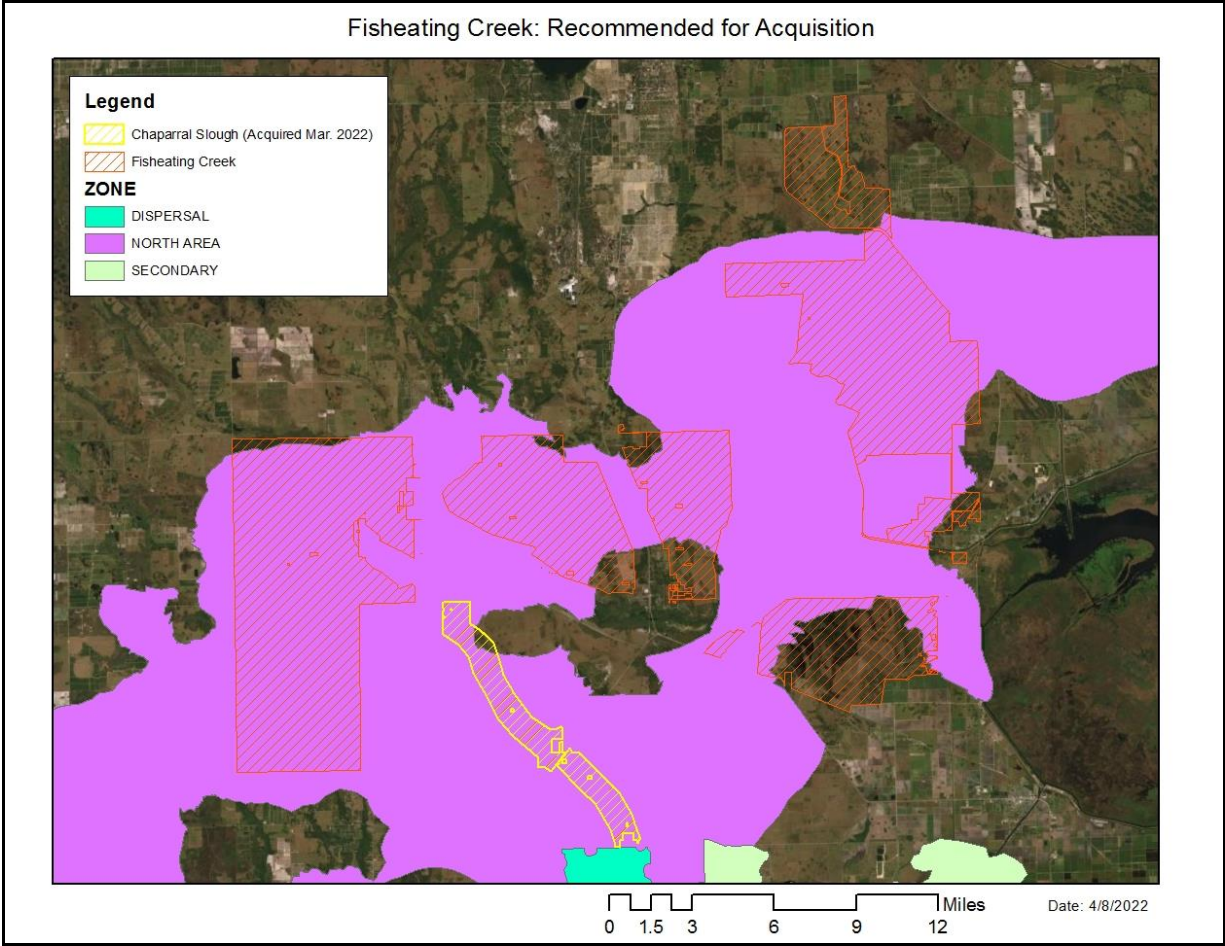 Fisheating Creek: Recommended for Acquisition
Legend
Chaparral Slough (Acquired Mar. 2022)
Fisheating Creek
ZONE
DISPERSAL
NORTH AREA
SECONDARY
Miles
0 1.5 3 6 9 12
Date: 4/8/2022